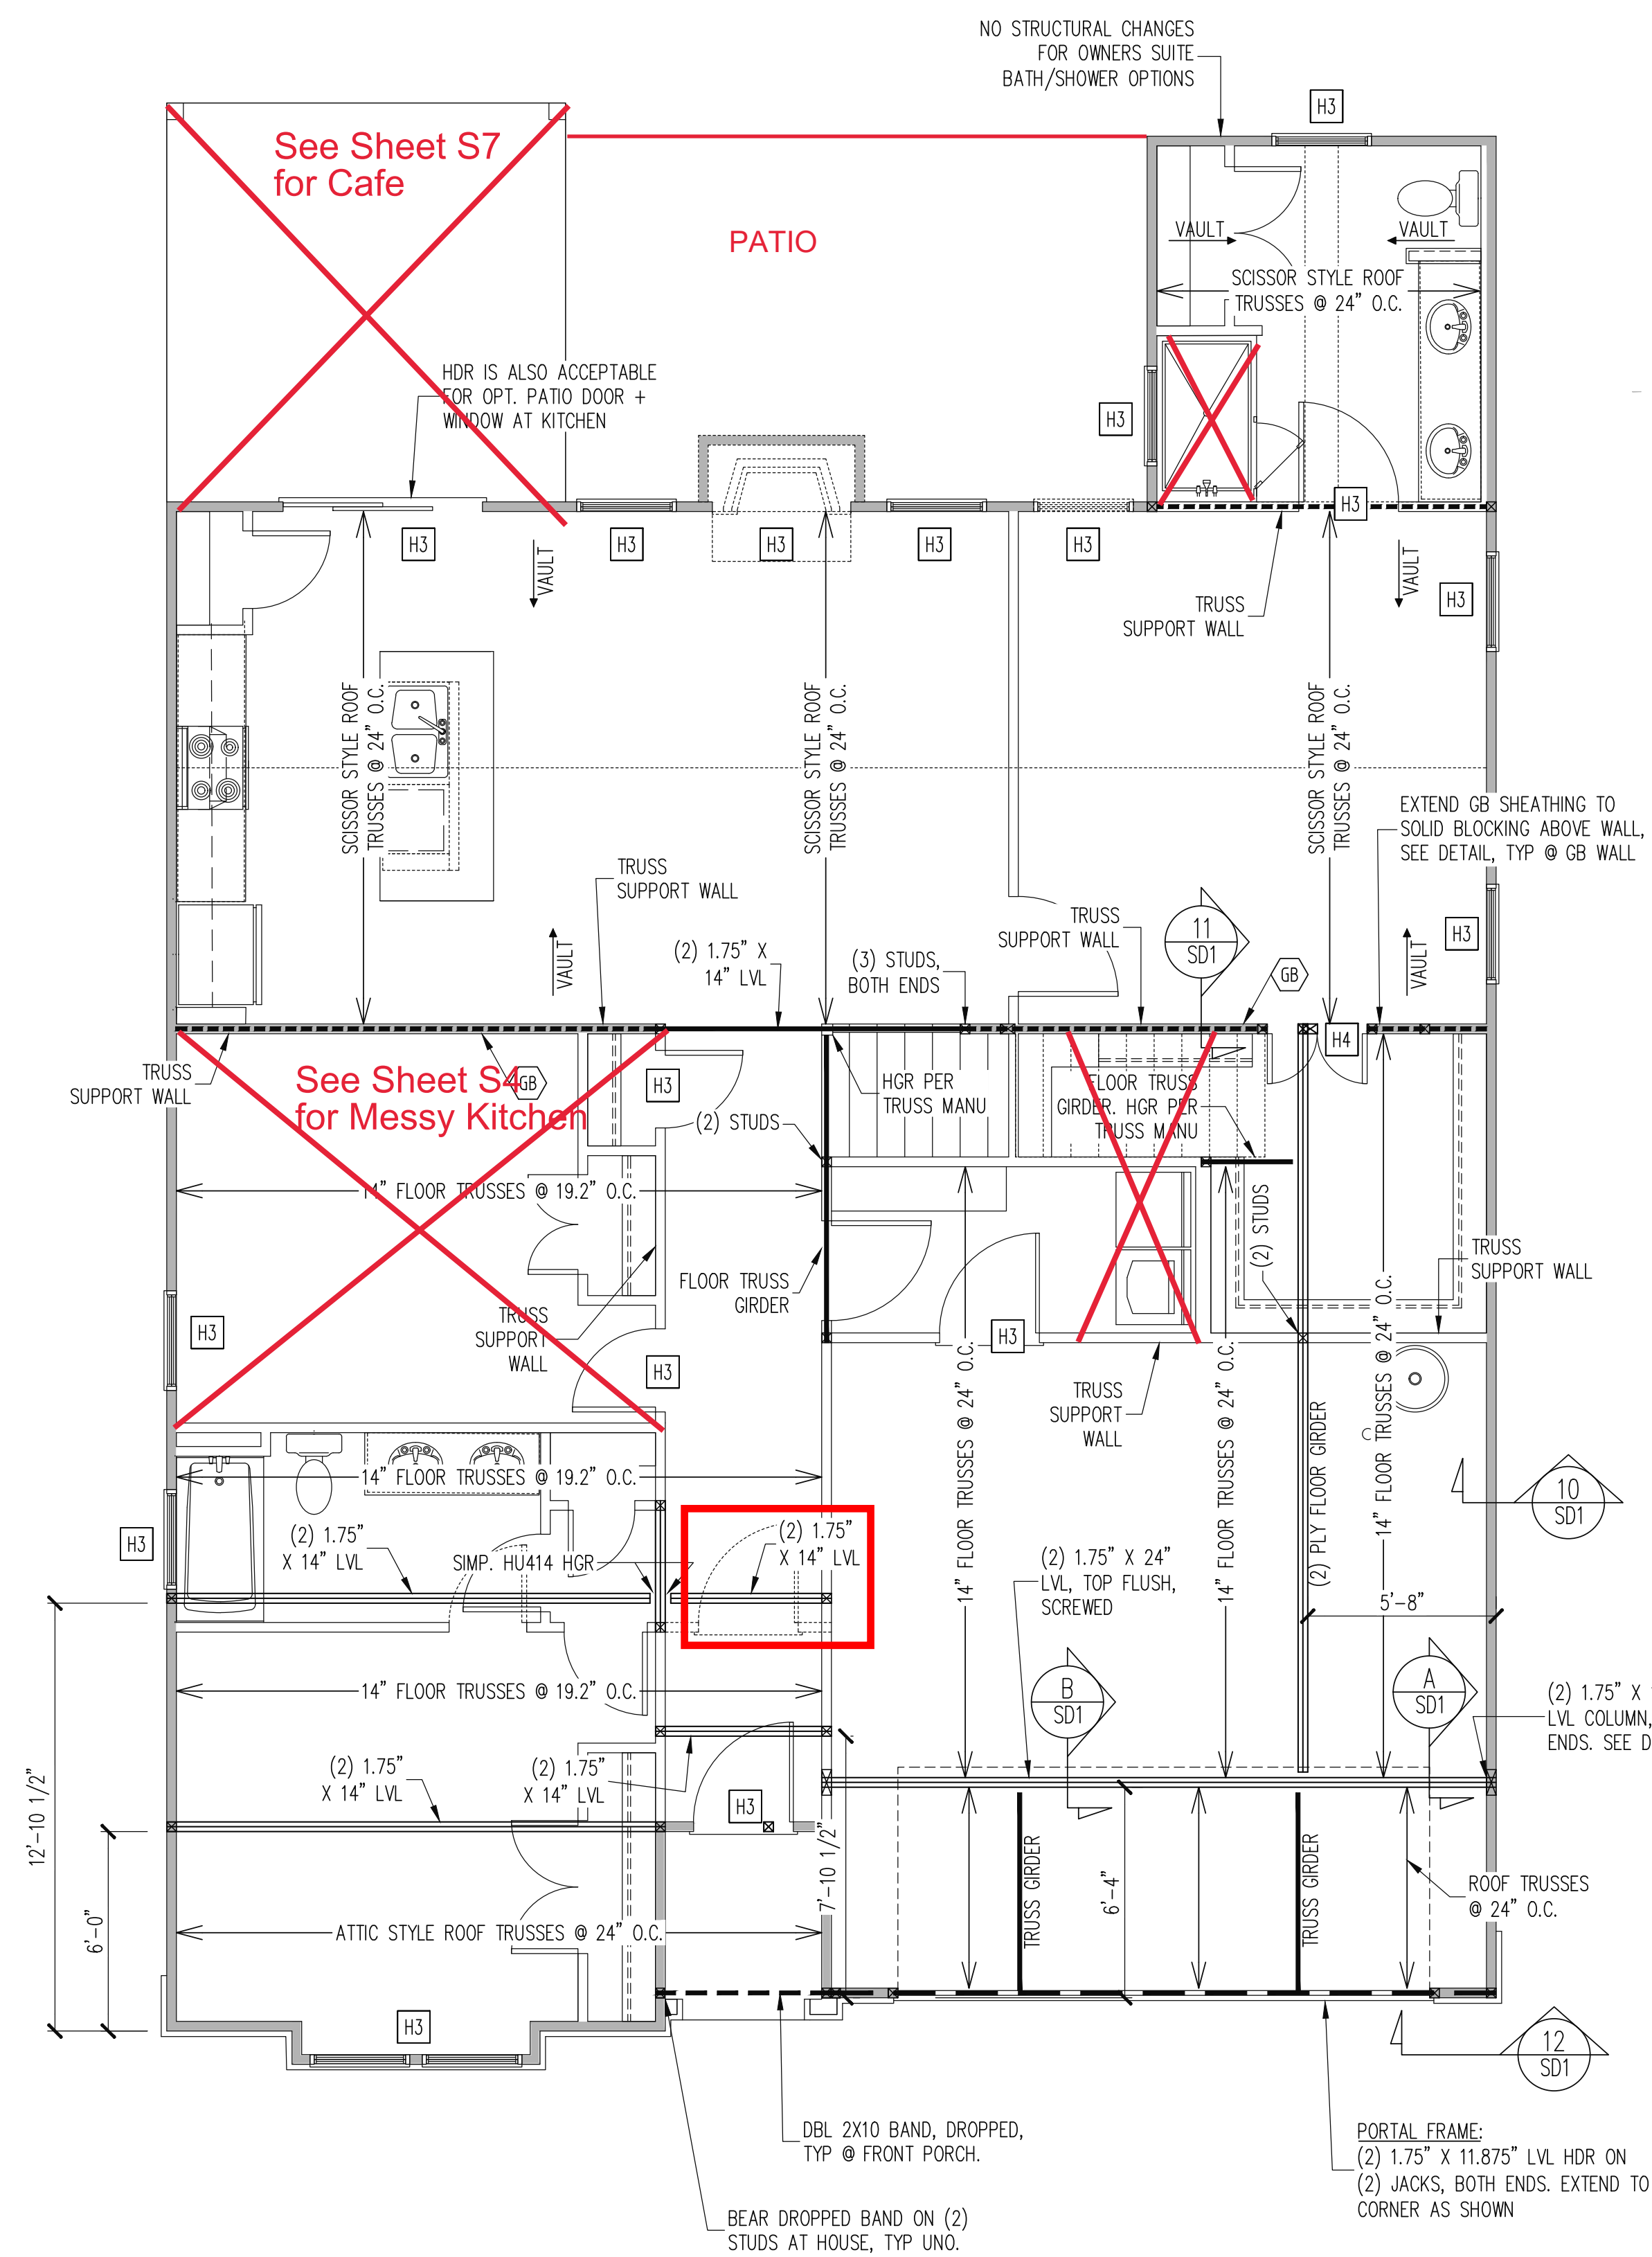 NO STRUCTURAL CHANGES
FOR OWNERS SUITE
BATH/SHOWER OPTIONS
H3
See Sheet S7
for Cafe
PATIO
VAULT
VAULT
SCISSOR STYLE ROOF
TRUSSES @ 24" O.C.
HDR IS ALSO ACCEPTABLE
FOR OPT. PATIO DOOR +
WINDOW AT KITCHEN
H3
H3
H3
H3
H3
H3
H3
VAULT
VAULT
H3
TRUSS
SUPPORT WALL
SCISSOR STYLE ROOF
TRUSSES @ 24" O.C.
SCISSOR STYLE ROOF
TRUSSES @ 24" O.C.
SCISSOR STYLE ROOF
TRUSSES @ 24" O.C.
EXTEND GB SHEATHING TO
SOLID BLOCKING ABOVE WALL,
SEE DETAIL, TYP @ GB WALL
TRUSS
SUPPORT WALL
(2) 1.75" X
14" LVL
(3) STUDS,
BOTH ENDS
TRUSS
SUPPORT WALL
11
SD1
H3
VAULT
VAULT
GB
H4
TRUSS
SUPPORT WALL
See Sheet S4
for Messy Kitchen
GB
H3
(2) STUDS
HGR PER
TRUSS MANU
FLOOR TRUSS
GIRDER. HGR PER
TRUSS MANU
14" FLOOR TRUSSES @ 19.2" O.C.
(2) STUDS
FLOOR TRUSS
GIRDER
TRUSS
SUPPORT WALL
H3
TRUSS
SUPPORT
WALL
H3
H3
TRUSS
SUPPORT
WALL
14" FLOOR TRUSSES @ 24" O.C.
14" FLOOR TRUSSES @ 24" O.C.
(2) PLY FLOOR GIRDER
14" FLOOR TRUSSES @ 24" O.C.
14" FLOOR TRUSSES @ 19.2" O.C.
10
SD1
H3
(2) 1.75"
X 14" LVL
SIMP. HU414 HGR
(2) 1.75"
X 14" LVL
(2) 1.75" X 24"
LVL, TOP FLUSH,
SCREWED
5'-8"
14" FLOOR TRUSSES @ 19.2" O.C.
B
SD1
A
SD1
(2) 1.75" X
LVL COLUMN,
ENDS. SEE D
(2) 1.75"
X 14" LVL
(2) 1.75"
X 14" LVL
H3
12'-10 1/2"
6'-0"
7'-10 1/2"
TRUSS GIRDER
6'-4"
TRUSS GIRDER
ROOF TRUSSES
@ 24" O.C.
ATTIC STYLE ROOF TRUSSES @ 24" O.C.
H3
12
SD1
DBL 2X10 BAND, DROPPED,
TYP @ FRONT PORCH.
PORTAL FRAME:
(2) 1.75" X 11.875" LVL HDR ON
(2) JACKS, BOTH ENDS. EXTEND TO
CORNER AS SHOWN
BEAR DROPPED BAND ON (2)
STUDS AT HOUSE, TYP UNO.